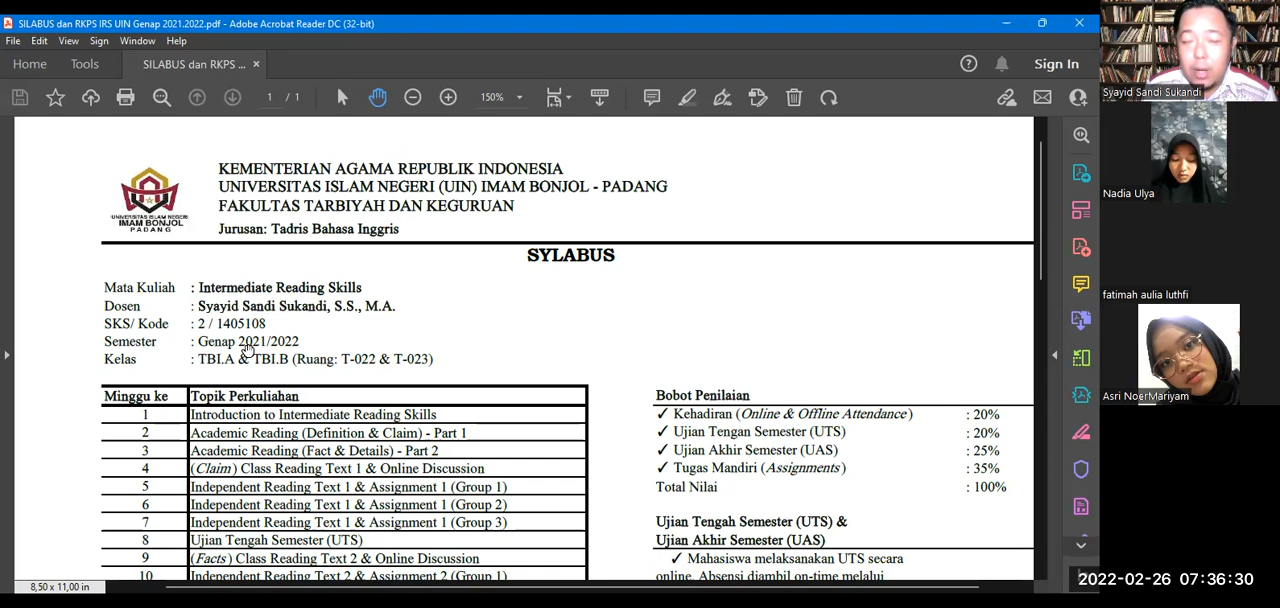 SILABUS dan RKPS IRS UIN Genap 2021.2022.pdf - Adobe Acrobat Reader DC (32-bit)
File Edit View Sign Window Help
Home Tools SILABUS dan RKPS ... × Sign In
1 / 1 150%
KEMENTERIAN AGAMA REPUBLIK INDONESIA
UNIVERSITAS ISLAM NEGERI (UIN) IMAM BONJOL - PADANG
FAKULTAS TARBIYAH DAN KEGURUAN
Jurusan: Tadris Bahasa Inggris
UNIVERSITAS ISLAM NEGERI
IMAM BONJOL
PADANG
SYLABUS
Mata Kuliah : Intermediate Reading Skills
Dosen : Syayid Sandi Sukandi, S.S., M.A.
SKS/ Kode : 2 / 1405108
Semester : Genap 2021/2022
Kelas : TBI.A & TBI.B (Ruang: T-022 & T-023)
Minggu ke Topik Perkuliahan
1 Introduction to Intermediate Reading Skills
2 Academic Reading (Definition & Claim) - Part 1
3 Academic Reading (Fact & Details) - Part 2
4 (Claim) Class Reading Text 1 & Online Discussion
5 Independent Reading Text 1 & Assignment 1 (Group 1)
6 Independent Reading Text 1 & Assignment 1 (Group 2)
7 Independent Reading Text 1 & Assignment 1 (Group 3)
8 Ujian Tengah Semester (UTS)
9 (Facts) Class Reading Text 2 & Online Discussion
10 Independent Reading Text 2 & Assignment 2 (Group 1)
Bobot Penilaian
✓ Kehadiran (Online & Offline Attendance) : 20%
✓ Ujian Tengan Semester (UTS) : 20%
✓ Ujian Akhir Semester (UAS) : 25%
✓ Tugas Mandiri (Assignments) : 35%
Total Nilai : 100%
Ujian Tengah Semester (UTS) &
Ujian Akhir Semester (UAS)
✓ Mahasiswa melaksanakan UTS secara
online. Absensi diambil on-time melalui
8,50 x 11,00 in
Syayid Sandi Sukandi
Nadia Ulya
fatimah aulia luthfi
Asri NoerMariyam
2022-02-26 07:36:30